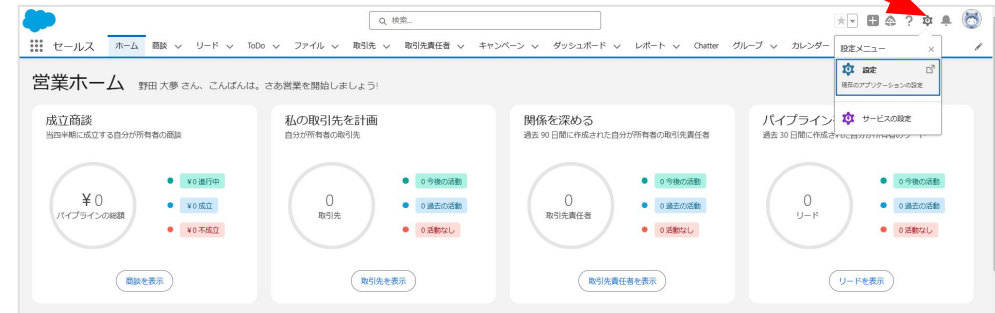 検索...
セールス ホーム 商談 リード ToDo ファイル 取引先 取引先責任者 キャンペーン ダッシュボード レポート Chatter グループ カレンダー
設定メニュー ×
設定
現在のアプリケーションの設定
サービスの設定
営業ホーム 野田 大夢 さん、こんばんは。さあ営業を開始しましょう!
成立商談
当四半期に成立する自分が所有者の商談
¥0
パイプラインの総額
¥0 進行中
¥0 成立
¥0 不成立
商談を表示
私の取引先を計画
自分が所有者の取引先
0
取引先
0 今後の活動
0 過去の活動
0 活動なし
取引先を表示
関係を深める
過去 90 日間に作成された自分が所有者の取引先責任者
0
取引先責任者
0 今後の活動
0 過去の活動
0 活動なし
取引先責任者を表示
パイプライン
過去 30 日間に作成された自分が所有者のリード
0
リード
0 今後の活動
0 過去の活動
0 活動なし
リードを表示